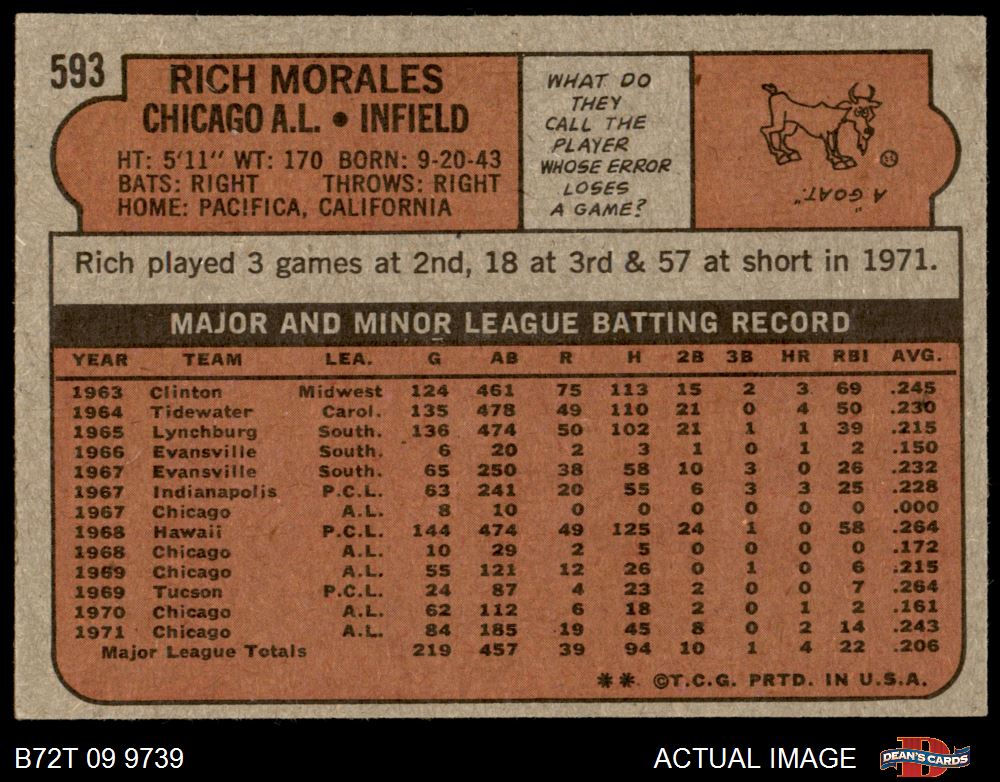 593
RICH MORALES
CHICAGO A.L. • INFIELD
HT: 5'11" WT: 170 BORN: 9-20-43
BATS: RIGHT THROWS: RIGHT
HOME: PACIFICA, CALIFORNIA
WHAT DO
THEY
CALL THE
PLAYER
WHOSE ERROR
LOSES
A GAME?
A "GOAT."
Rich played 3 games at 2nd, 18 at 3rd & 57 at short in 1971.
MAJOR AND MINOR LEAGUE BATTING RECORD
YEAR TEAM LEA. G AB R H 2B 3B HR RBI AVG.
1963 Clinton Midwest 124 461 75 113 15 2 3 69 .245
1964 Tidewater Carol. 135 478 49 110 21 0 4 50 .230
1965 Lynchburg South. 136 474 50 102 21 1 1 39 .215
1966 Evansville South. 6 20 2 3 1 0 1 2 .150
1967 Evansville South. 65 250 38 58 10 3 0 26 .232
1967 Indianapolis P.C.L. 63 241 20 55 6 3 3 25 .228
1967 Chicago A.L. 8 10 0 0 0 0 0 0 .000
1968 Hawaii P.C.L. 144 474 49 125 24 1 0 58 .264
1968 Chicago A.L. 10 29 2 5 0 0 0 0 .172
1969 Chicago A.L. 55 121 12 26 0 1 0 6 .215
1969 Tucson P.C.L. 24 87 4 23 2 0 0 7 .264
1970 Chicago A.L. 62 112 6 18 2 0 1 2 .161
1971 Chicago A.L. 84 185 19 45 8 0 2 14 .243
Major League Totals 219 457 39 94 10 1 4 22 .206
** ©T.C.G. PRTD. IN U.S.A.
B72T 09 9739 ACTUAL IMAGE DEAN'S CARDS